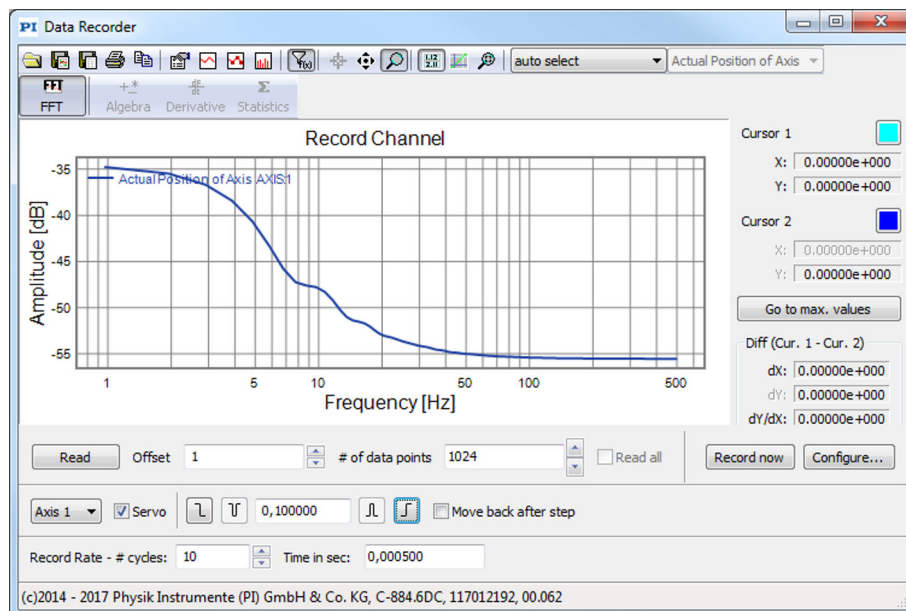 PI Data Recorder
f(x)
1.12
2.11
auto select
Actual Position of Axis
FFT
FFT
Algebra
Derivative
Statistics
Record Channel
Actual Position of Axis AXIS:1
Amplitude [dB]
-35
-40
-45
-50
-55
1 5 10 50 100 500
Frequency [Hz]
Cursor 1
X: 0.00000e+000
Y: 0.00000e+000
Cursor 2
X: 0.00000e+000
Y: 0.00000e+000
Go to max. values
Diff (Cur. 1 - Cur. 2)
dX: 0.00000e+000
dY: 0.00000e+000
dY/dX: 0.00000e+000
Read Offset 1 # of data points 1024 Read all Record now Configure...
Axis 1 Servo 0,100000 Move back after step
Record Rate - # cycles: 10 Time in sec: 0,000500
(c)2014 - 2017 Physik Instrumente (PI) GmbH & Co. KG, C-884.6DC, 117012192, 00.062